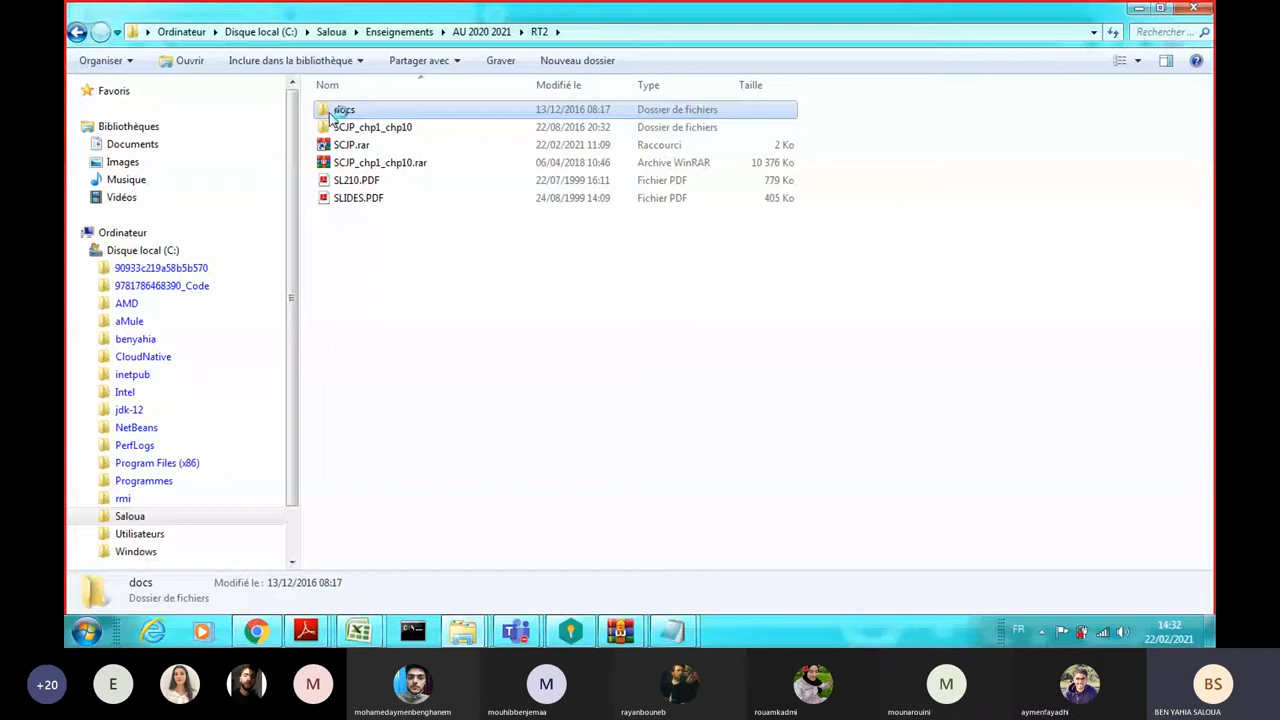 Ordinateur Disque local (C:) Saloua Enseignements AU 2020 2021 RT2 Rechercher ...
Organiser Ouvrir Inclure dans la bibliothèque Partager avec Graver Nouveau dossier
Favoris
Bibliothèques
Documents
Images
Musique
Vidéos
Ordinateur
Disque local (C:)
90933c219a58b5b570
9781786468390_Code
AMD
aMule
benyahia
CloudNative
inetpub
Intel
jdk-12
NetBeans
PerfLogs
Program Files (x86)
Programmes
rmi
Saloua
Utilisateurs
Windows
Nom Modifié le Type Taille
docs 13/12/2016 08:17 Dossier de fichiers
SCJP_chp1_chp10 22/08/2016 20:32 Dossier de fichiers
SCJP.rar 22/02/2021 11:09 Raccourci 2 Ko
SCJP_chp1_chp10.rar 06/04/2018 10:46 Archive WinRAR 10 376 Ko
SL210.PDF 22/07/1999 16:11 Fichier PDF 779 Ko
SLIDES.PDF 24/08/1999 14:09 Fichier PDF 405 Ko
docs Modifié le : 13/12/2016 08:17
Dossier de fichiers
FR 14:32
22/02/2021
+20 E M M M BS
mohamedaymenbenghanem mouhibbenjemaa rayanbouneb rouamkadmi mounarouini aymenfayadhi BEN YAHIA SALOUA